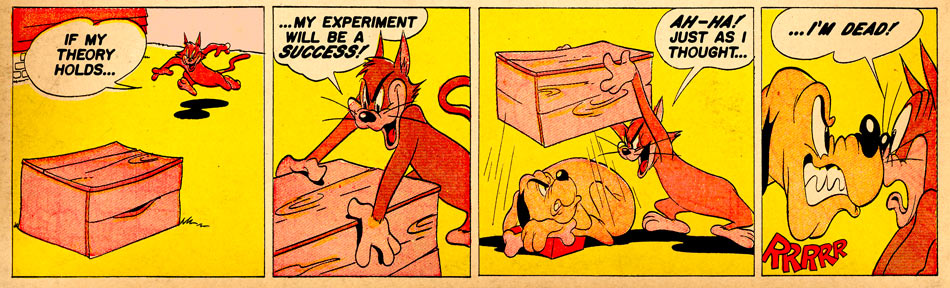 IF MY
THEORY
HOLDS...
...MY EXPERIMENT
WILL BE A
SUCCESS!
AH-HA!
JUST AS I
THOUGHT...
...I'M DEAD!
RRRRR